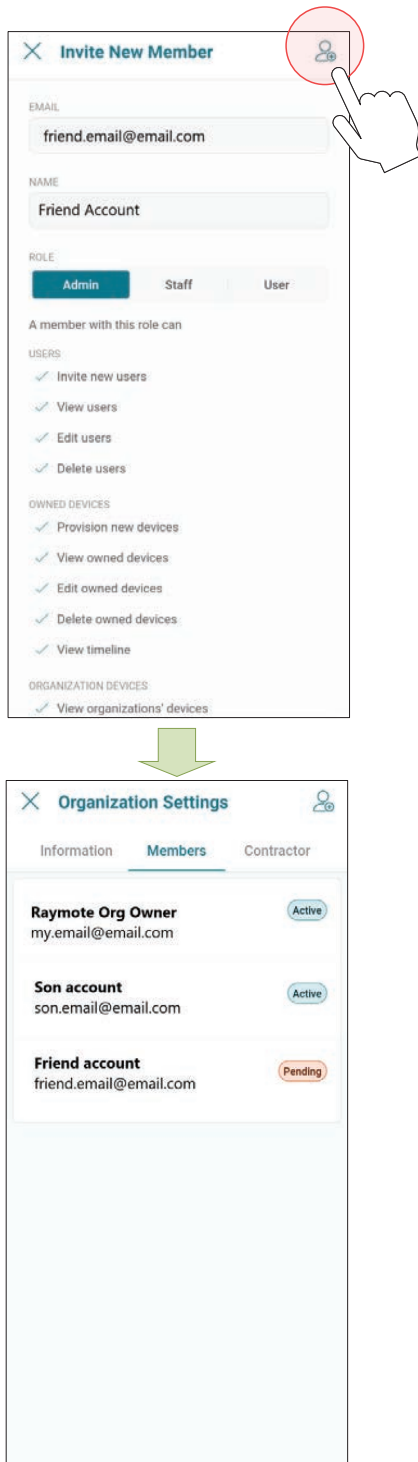 Invite New Member
EMAIL
friend.email@email.com
NAME
Friend Account
ROLE
Admin Staff User
A member with this role can
USERS
Invite new users
View users
Edit users
Delete users
OWNED DEVICES
Provision new devices
View owned devices
Edit owned devices
Delete owned devices
View timeline
ORGANIZATION DEVICES
View organizations' devices
Organization Settings
Information Members Contractor
Raymote Org Owner Active
my.email@email.com
Son account Active
son.email@email.com
Friend account Pending
friend.email@email.com